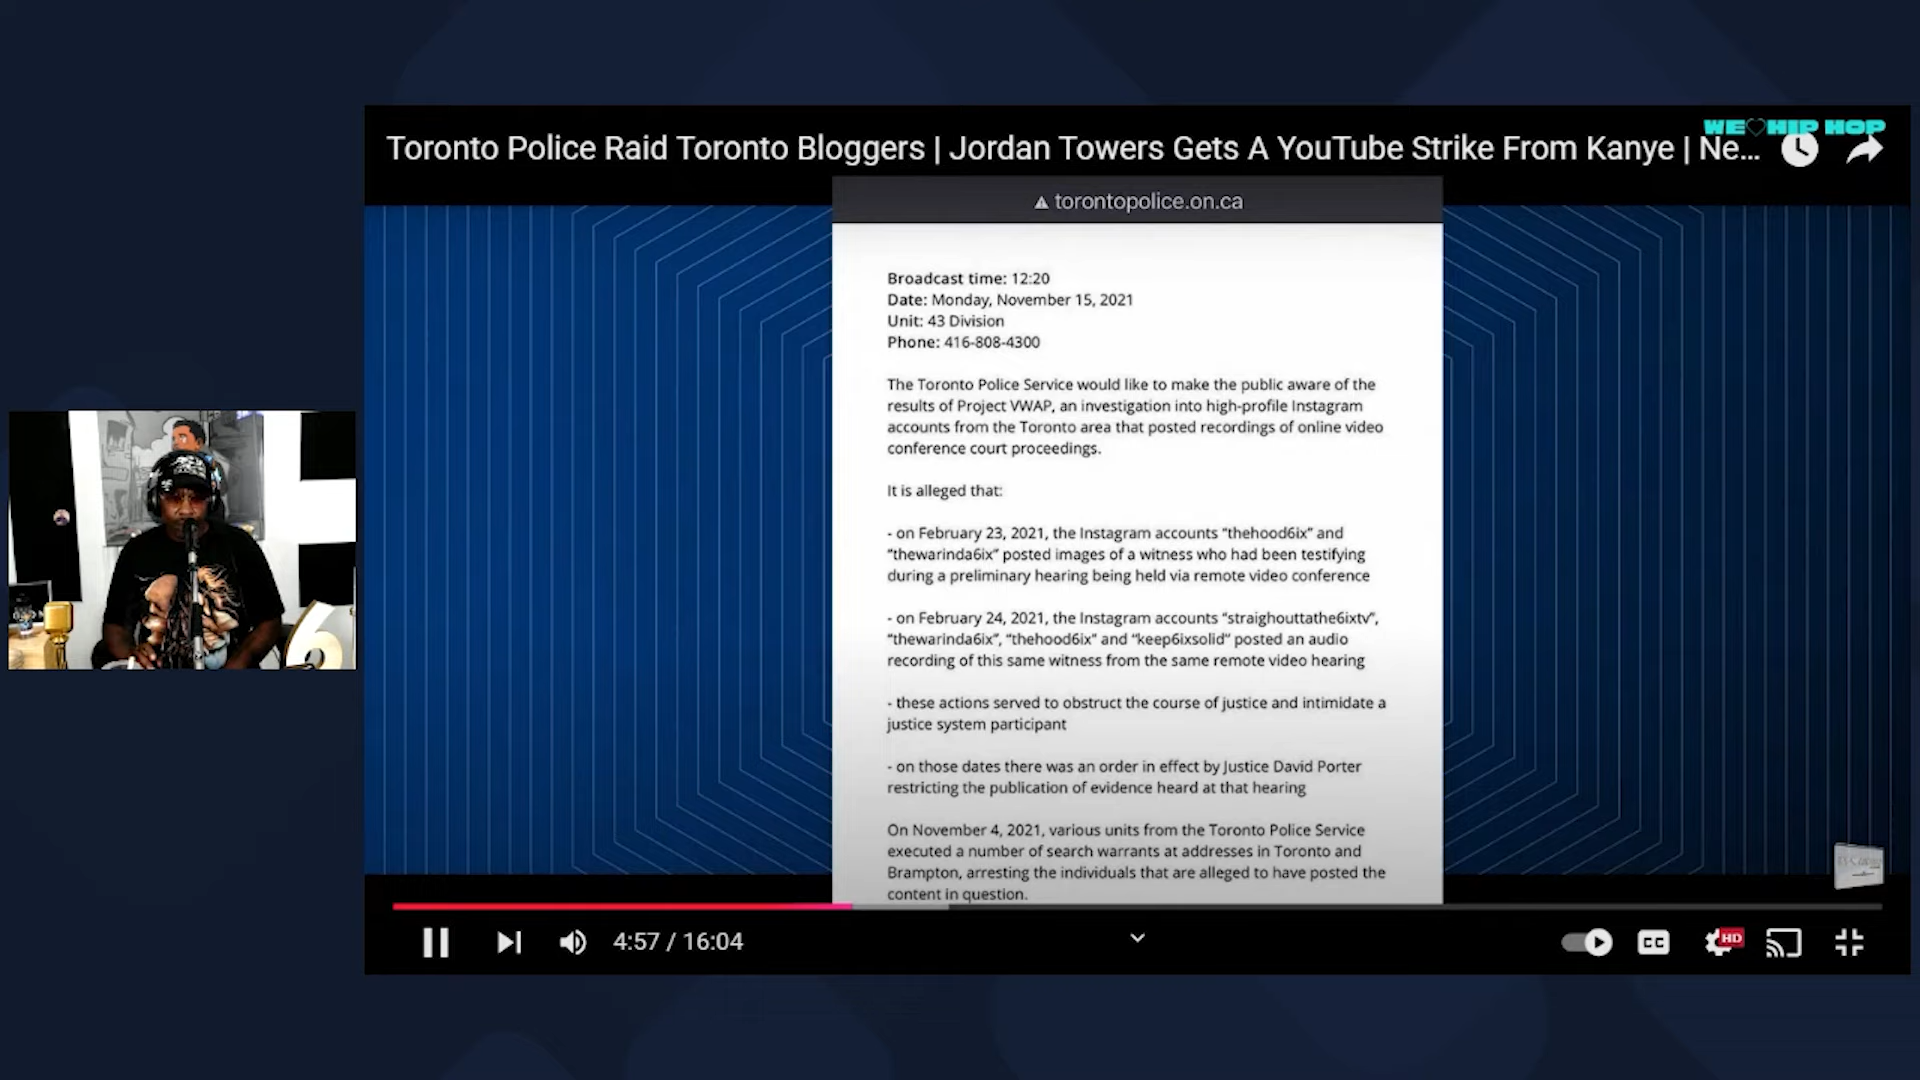 Toronto Police Raid Toronto Bloggers | Jordan Towers Gets A YouTube Strike From Kanye | Ne...
WE HIP HOP
torontopolice.on.ca
Broadcast time: 12:20
Date: Monday, November 15, 2021
Unit: 43 Division
Phone: 416-808-4300
The Toronto Police Service would like to make the public aware of the
results of Project VWAP, an investigation into high-profile Instagram
accounts from the Toronto area that posted recordings of online video
conference court proceedings.
It is alleged that:
- on February 23, 2021, the Instagram accounts "thehood6ix" and
"thewarinda6ix" posted images of a witness who had been testifying
during a preliminary hearing being held via remote video conference
- on February 24, 2021, the Instagram accounts "straighouttathe6ixtv",
"thewarinda6ix", "thehood6ix" and "keep6ixsolid" posted an audio
recording of this same witness from the same remote video hearing
- these actions served to obstruct the course of justice and intimidate a
justice system participant
- on those dates there was an order in effect by Justice David Porter
restricting the publication of evidence heard at that hearing
On November 4, 2021, various units from the Toronto Police Service
executed a number of search warrants at addresses in Toronto and
Brampton, arresting the individuals that are alleged to have posted the
content in question.
6
4:57 / 16:04
CC
HD